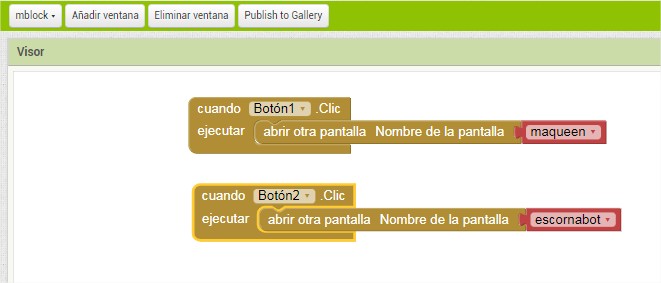 mblock Añadir ventana Eliminar ventana Publish to Gallery
Visor
cuando Botón1 .Clic
ejecutar abrir otra pantalla Nombre de la pantalla maqueen
cuando Botón2 .Clic
ejecutar abrir otra pantalla Nombre de la pantalla escornabot